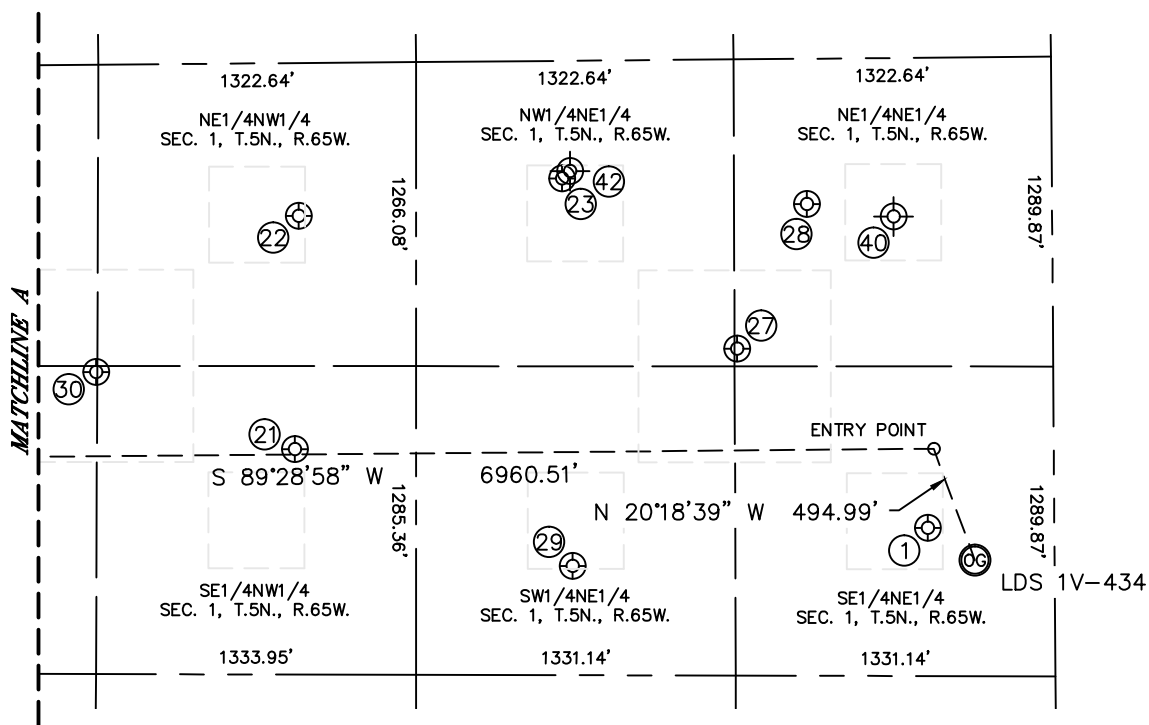 1322.64'
1322.64'
1322.64'
NE1/4NW1/4
SEC. 1, T.5N., R.65W.
NW1/4NE1/4
SEC. 1, T.5N., R.65W.
NE1/4NE1/4
SEC. 1, T.5N., R.65W.
1266.08'
1289.87'
22
23
42
28
40
27
MATCHLINE A
30
21
ENTRY POINT
S 89°28'58" W
6960.51'
N 20°18'39" W 494.99'
1285.36'
1289.87'
29
1
OG
LDS 1V-434
SE1/4NW1/4
SEC. 1, T.5N., R.65W.
SW1/4NE1/4
SEC. 1, T.5N., R.65W.
SE1/4NE1/4
SEC. 1, T.5N., R.65W.
1333.95'
1331.14'
1331.14'